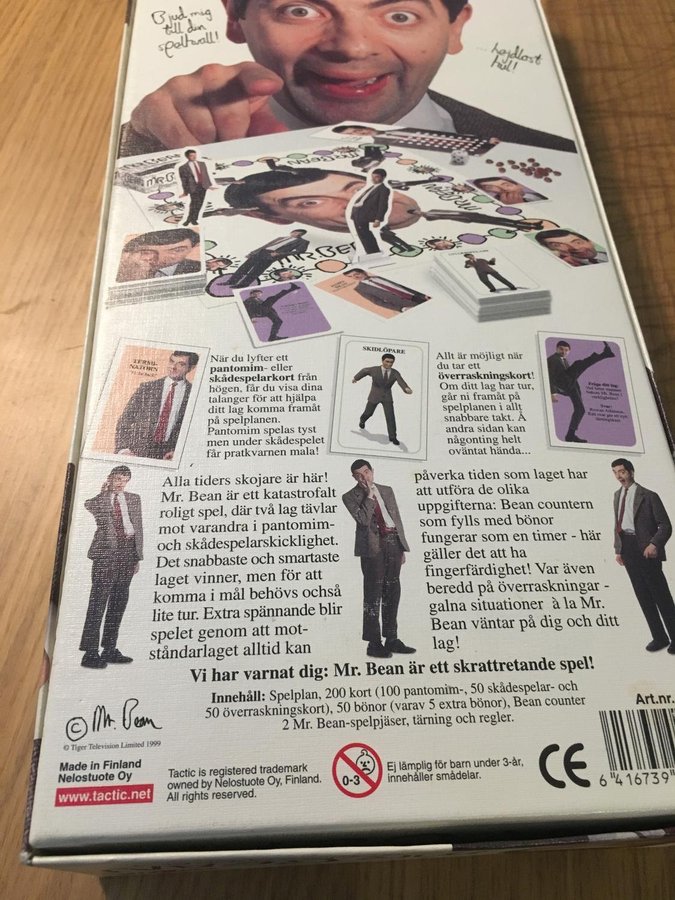 Bjud mig
till din
speltvall!
... hejdlöst
kul!
MR BEAN
MR BEAN
SKIDLÖPARE
När du lyfter ett
pantomim- eller
skådespelarkort från
högen, får du visa dina
talanger för att hjälpa
ditt lag komma framåt
på spelplanen.
Pantomim spelas tyst
men under skådespelet
får pratkvarnen mala!
Allt är möjligt när
du tar ett
överraskningskort!
Om ditt lag har tur,
går ni framåt på
spelplanen i allt
snabbare takt. Å
andra sidan kan
någonting helt
oväntat hända...
Alla tiders skojare är här!
Mr. Bean är ett katastrofalt
roligt spel, där två lag tävlar
mot varandra i pantomim-
och skådespelarskicklighet.
Det snabbaste och smartaste
laget vinner, men för att
komma i mål behövs ochså
lite tur. Extra spännande blir
spelet genom att mot-
ståndarlaget alltid kan
påverka tiden som laget har
att utföra de olika
uppgifterna: Bean countern
som fylls med bönor
fungerar som en timer - här
gäller det att ha
fingerfärdighet! Var även
beredd på överraskningar -
galna situationer à la Mr.
Bean väntar på dig och ditt
lag!
Vi har varnat dig: Mr. Bean är ett skrattretande spel!
Innehåll: Spelplan, 200 kort (100 pantomim-, 50 skådespelar- och
50 överraskningskort), 50 bönor (varav 5 extra bönor), Bean counter
2 Mr. Bean-spelpjäser, tärning och regler.
© Mr. Bean
© Tiger Television Limited 1999
Made in Finland
Nelostuote Oy
www.tactic.net
Tactic is registered trademark
owned by Nelostuote Oy, Finland.
All rights reserved.
0-3
Ej lämplig för barn under 3-år,
innehåller smådelar.
CE
Art.nr.
6 416739